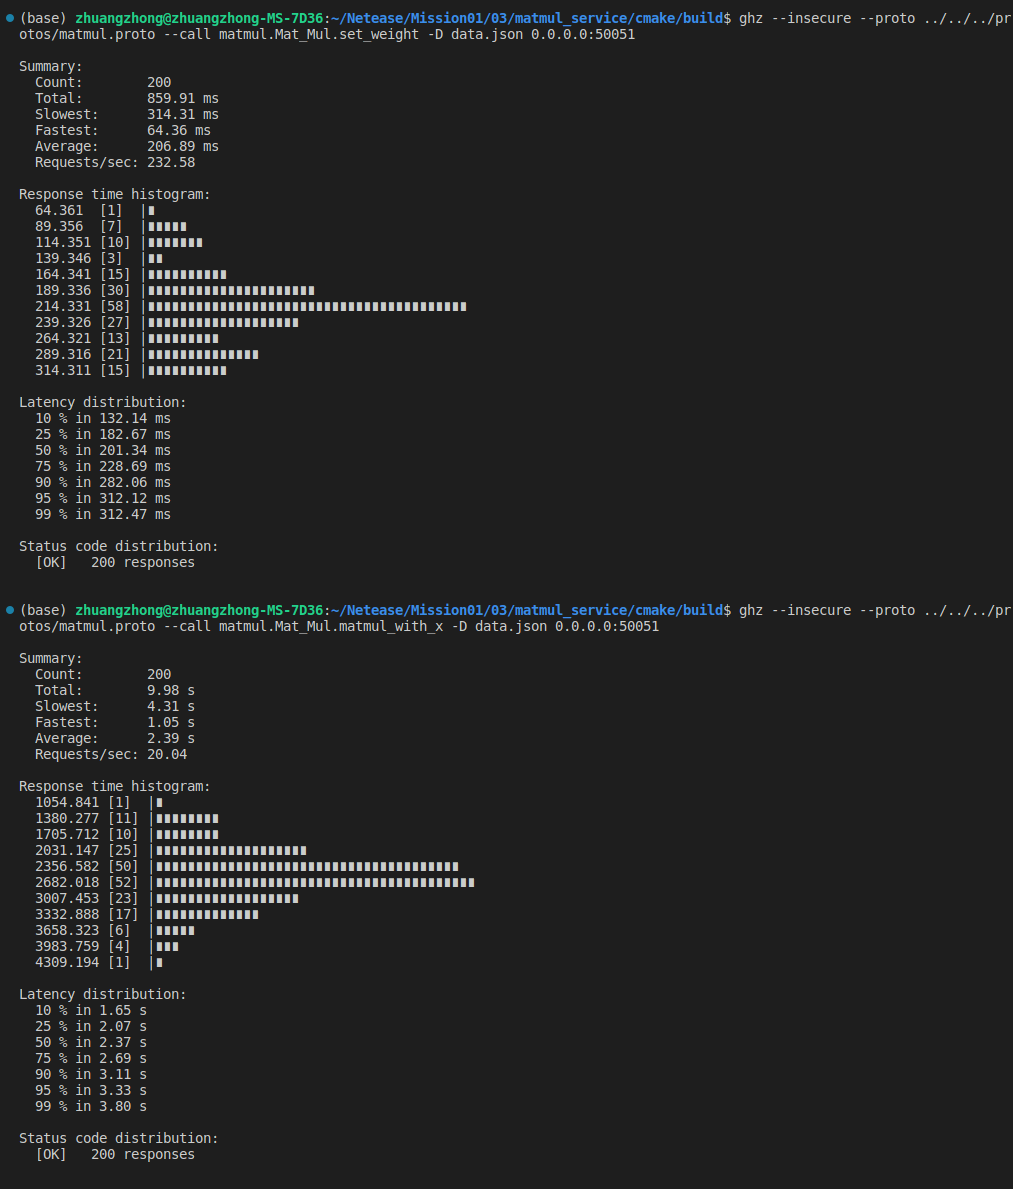 (base) zhuangzhong@zhuangzhong-MS-7D36:~/Netease/Mission01/03/matmul_service/cmake/build$ ghz --insecure --proto ../../../pr
otos/matmul.proto --call matmul.Mat_Mul.set_weight -D data.json 0.0.0.0:50051
Summary:
Count: 200
Total: 859.91 ms
Slowest: 314.31 ms
Fastest: 64.36 ms
Average: 206.89 ms
Requests/sec: 232.58
Response time histogram:
64.361 [1] |
89.356 [7] |
114.351 [10] |
139.346 [3] |
164.341 [15] |
189.336 [30] |
214.331 [58] |
239.326 [27] |
264.321 [13] |
289.316 [21] |
314.311 [15] |
Latency distribution:
10 % in 132.14 ms
25 % in 182.67 ms
50 % in 201.34 ms
75 % in 228.69 ms
90 % in 282.06 ms
95 % in 312.12 ms
99 % in 312.47 ms
Status code distribution:
[OK] 200 responses
(base) zhuangzhong@zhuangzhong-MS-7D36:~/Netease/Mission01/03/matmul_service/cmake/build$ ghz --insecure --proto ../../../pr
otos/matmul.proto --call matmul.Mat_Mul.matmul_with_x -D data.json 0.0.0.0:50051
Summary:
Count: 200
Total: 9.98 s
Slowest: 4.31 s
Fastest: 1.05 s
Average: 2.39 s
Requests/sec: 20.04
Response time histogram:
1054.841 [1] |
1380.277 [11] |
1705.712 [10] |
2031.147 [25] |
2356.582 [50] |
2682.018 [52] |
3007.453 [23] |
3332.888 [17] |
3658.323 [6] |
3983.759 [4] |
4309.194 [1] |
Latency distribution:
10 % in 1.65 s
25 % in 2.07 s
50 % in 2.37 s
75 % in 2.69 s
90 % in 3.11 s
95 % in 3.33 s
99 % in 3.80 s
Status code distribution:
[OK] 200 responses